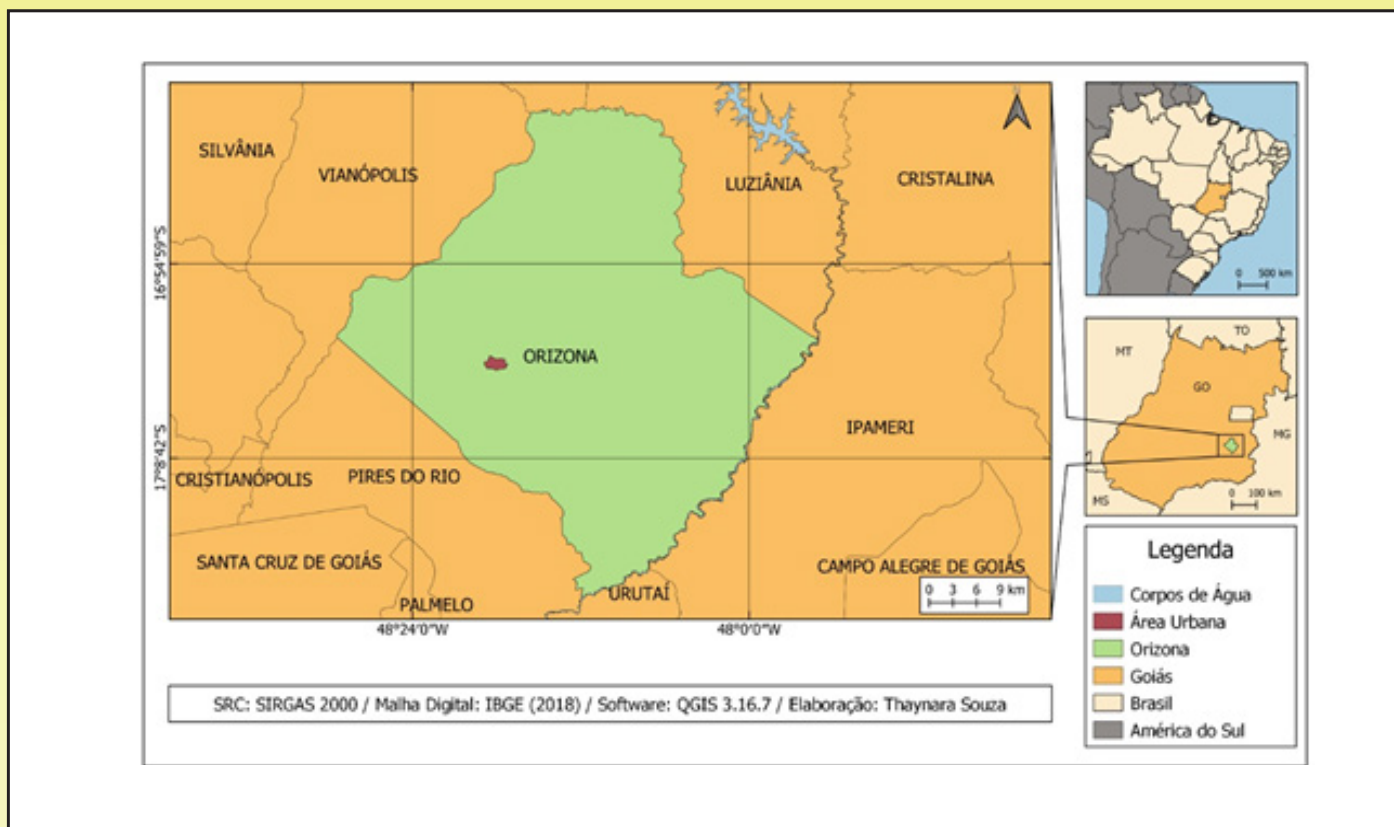 SILVÂNIA
VIANÓPOLIS
LUZIÂNIA
CRISTALINA
N
16°54'59"S
ORIZONA
IPAMERI
17°8'42"S
CRISTIANÓPOLIS
PIRES DO RIO
SANTA CRUZ DE GOIÁS
CAMPO ALEGRE DE GOIÁS
PALMELO
URUTAÍ
0 3 6 9 km
48°24'0"W
48°0'0"W
0 500 km
TO
MT
GO
MG
MS
0 100 km
Legenda
Corpos de Água
Área Urbana
Orizona
Goiás
Brasil
América do Sul
SRC: SIRGAS 2000 / Malha Digital: IBGE (2018) / Software: QGIS 3.16.7 / Elaboração: Thaynara Souza